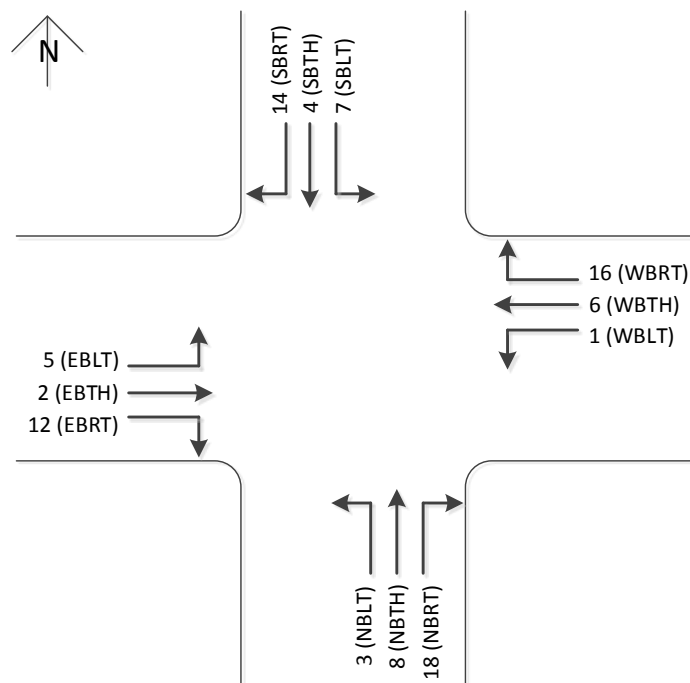 N
14 (SBRT)
4 (SBTH)
7 (SBLT)
16 (WBRT)
6 (WBTH)
1 (WBLT)
5 (EBLT)
2 (EBTH)
12 (EBRT)
3 (NBLT)
8 (NBTH)
18 (NBRT)